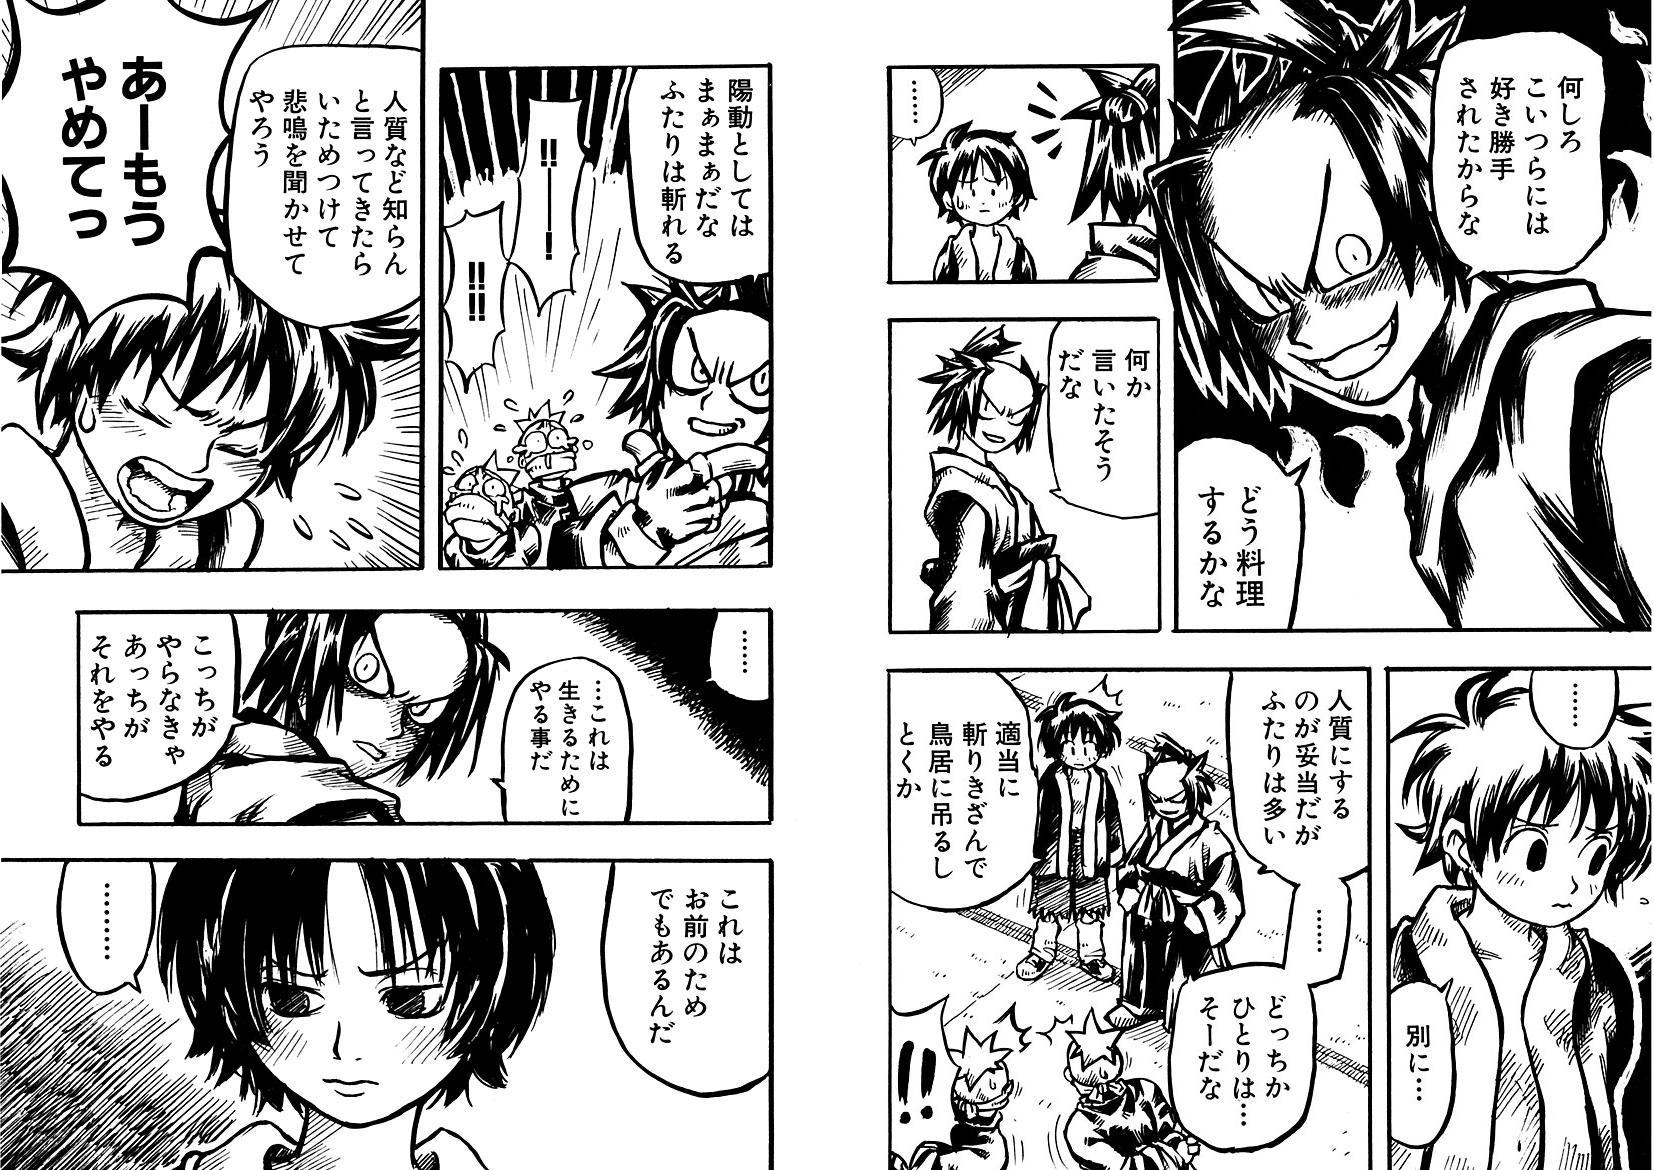 何しろ
こいつらには
好き勝手
されたからな
どう料理
するかな
……
何か
言いたそう
だな
……
別に…
人質にする
のが妥当だが
ふたりは多い
……
どっちか
ひとりは…
そーだな
適当に
斬りきざんで
鳥居に吊るし
とくか
!!
陽動としては
まぁまぁだな
ふたりは斬れる
!!――!
!!!!
人質など知らん
と言ってきたら
いためつけて
悲鳴を聞かせて
やろう
あーもう
やめてっ
……
…これは
生きるために
やる事だ
こっちが
やらなきゃ
あっちが
それをやる
これは
お前のため
でもあるんだ
………